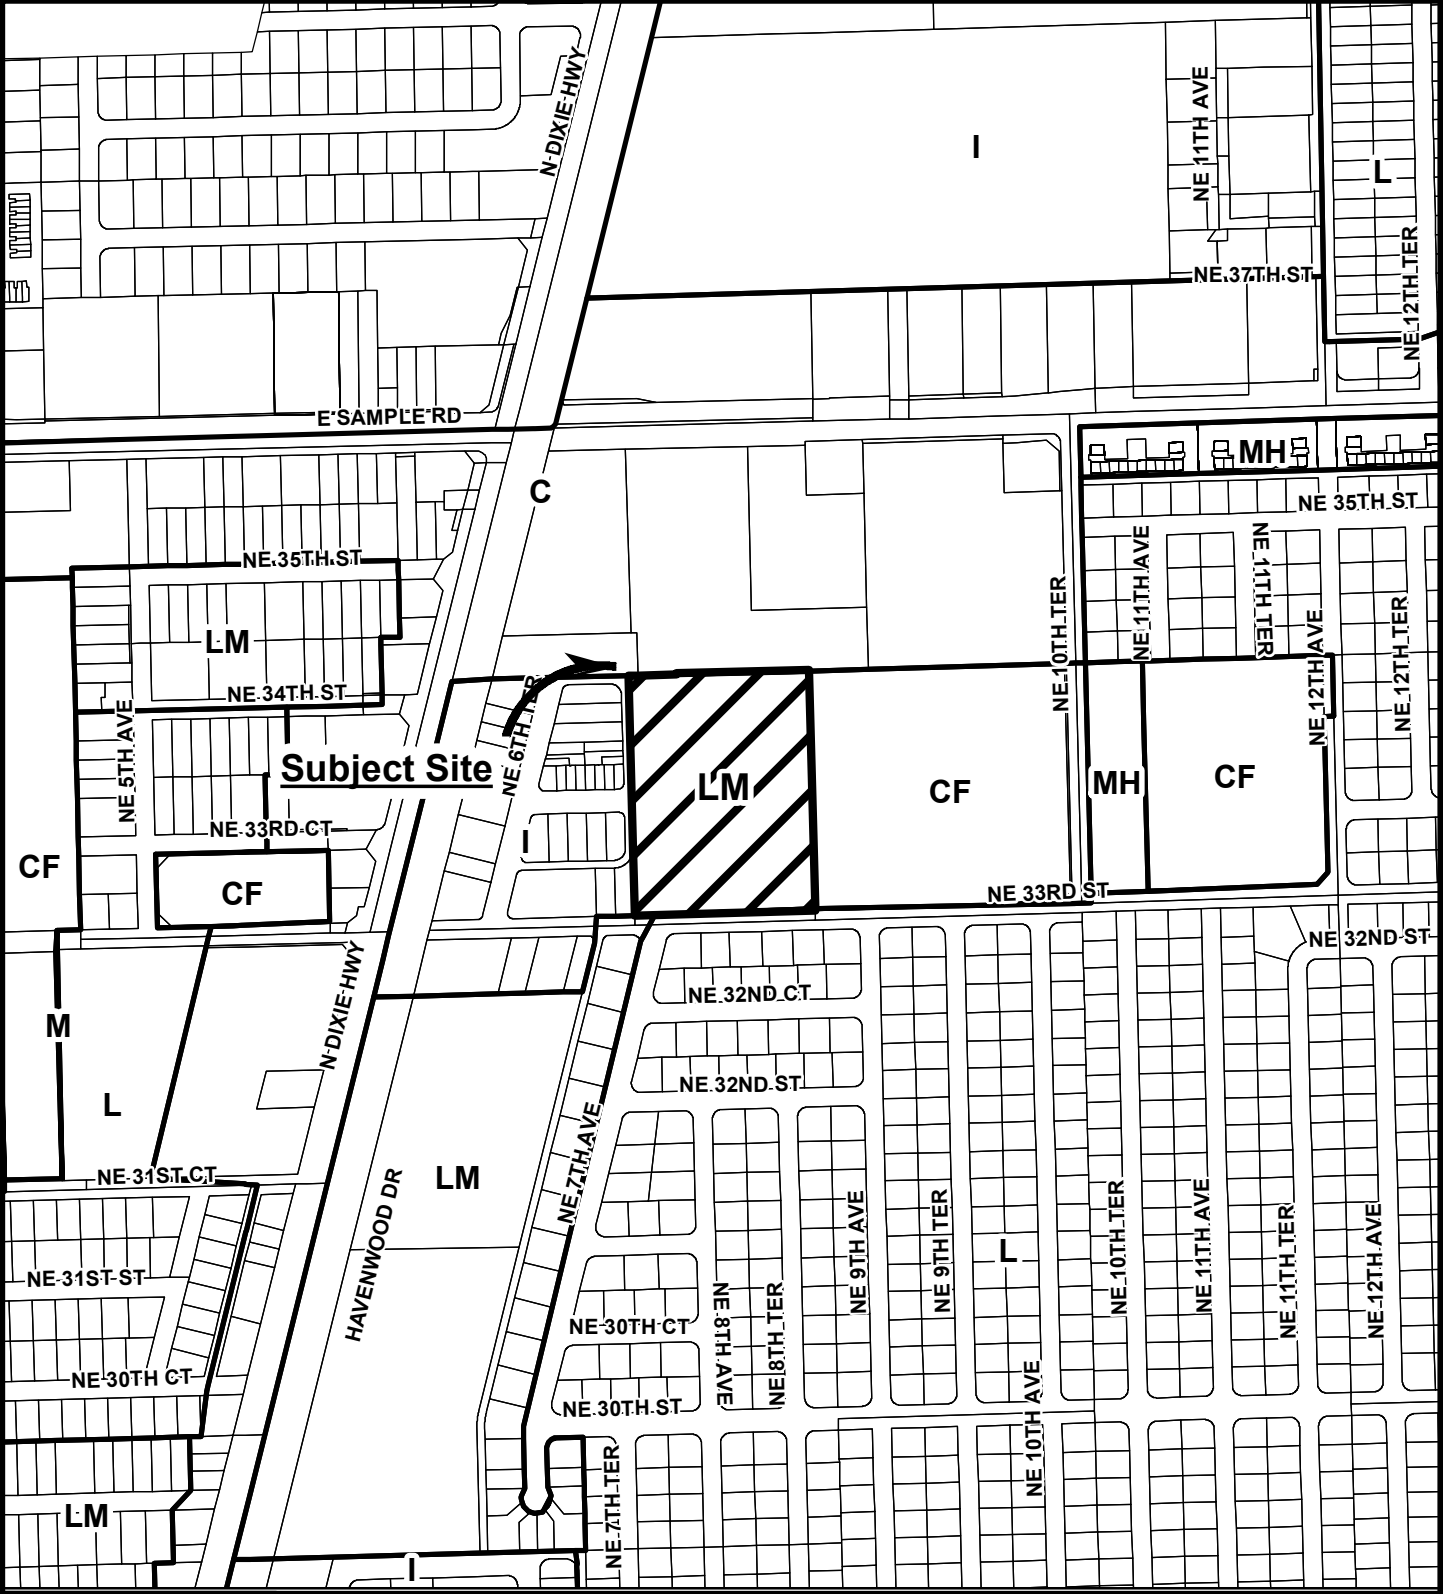 N DIXIE HWY
I
NE 11TH AVE
L
NE 12TH TER
NE 37TH ST
E SAMPLE RD
C
MH
NE 35TH ST
NE 35TH ST
NE 11TH AVE
NE 11TH TER
NE 10TH TER
NE 12TH AVE
NE 12TH TER
LM
NE 34TH ST
NE 5TH AVE
NE 6TH TER
Subject Site
LM
CF
MH
CF
NE 33RD CT
I
CF
CF
NE 33RD ST
NE 32ND ST
N DIXIE HWY
NE 32ND CT
M
NE 32ND ST
L
NE 7TH AVE
NE 31ST CT
LM
HAVENWOOD DR
NE 9TH AVE
NE 9TH TER
L
NE 10TH TER
NE 11TH AVE
NE 11TH TER
NE 12TH AVE
NE 31ST ST
NE 30TH CT
NE 8TH AVE
NE 8TH TER
NE 30TH CT
NE 30TH ST
NE 10TH AVE
NE 7TH TER
LM
I